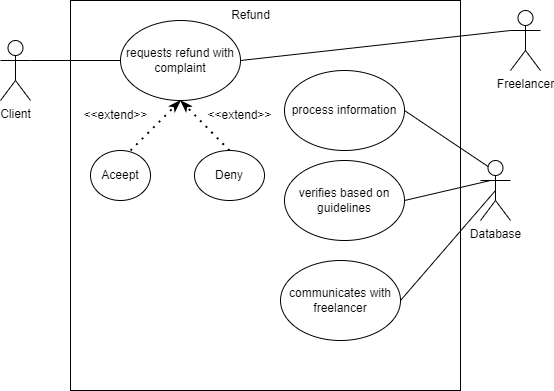 Refund
requests refund with
complaint
Client
Freelancer
<<extend>>
<<extend>>
process information
Aceept
Deny
verifies based on
guidelines
Database
communicates with
freelancer